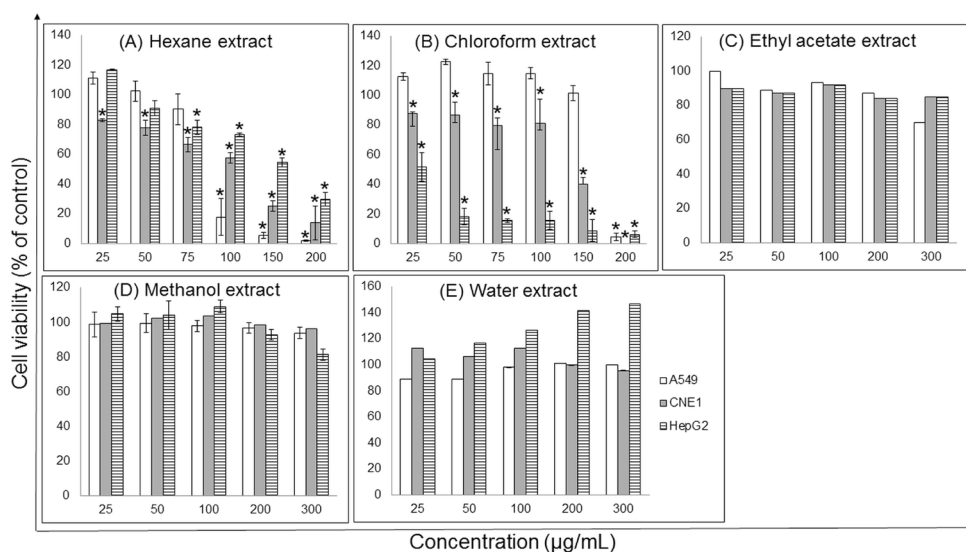 Cell viability (% of control)
(A) Hexane extract
140
120
100
80
60
40
20
0
* * * * * * * * * * * * *
25 50 75 100 150 200
(B) Chloroform extract
140
120
100
80
60
40
20
0
* * * * * * * * * * * * *
25 50 75 100 150 200
(C) Ethyl acetate extract
120
100
80
60
40
20
0
25 50 100 200 300
(D) Methanol extract
120
100
80
60
40
20
0
25 50 100 200 300
(E) Water extract
160
140
120
100
80
60
40
20
0
25 50 100 200 300
A549
CNE1
HepG2
Concentration (µg/mL)